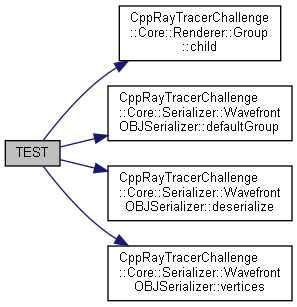 TEST
CppRayTracerChallenge
::Core::Renderer::Group
::child
CppRayTracerChallenge
::Core::Serializer::Wavefront
OBJSerializer::defaultGroup
CppRayTracerChallenge
::Core::Serializer::Wavefront
OBJSerializer::deserialize
CppRayTracerChallenge
::Core::Serializer::Wavefront
OBJSerializer::vertices